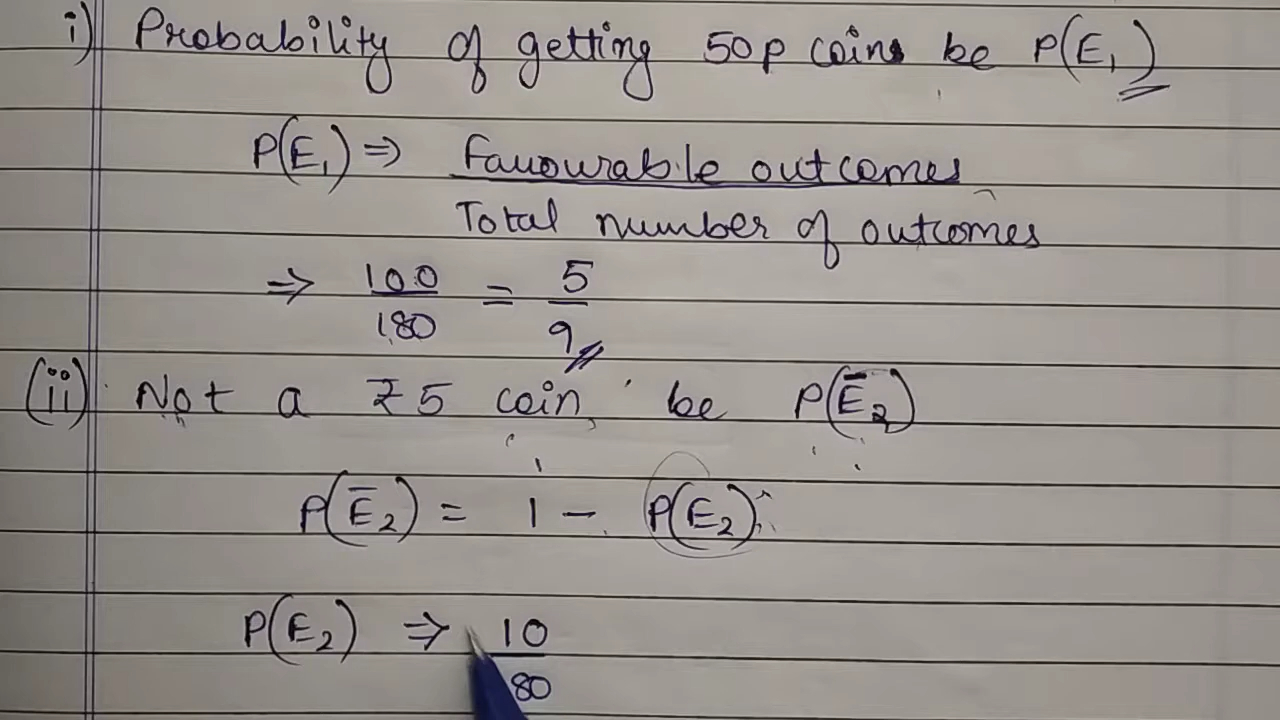 i) Probability of getting 50p coins be P(E₁)
P(E₁) ⇒ Favourable outcomes
Total number of outcomes
⇒ 100/180 = 5/9
(ii) Not a ₹5 coin be P(Ē₂)
P(Ē₂) = 1 - P(E₂)
P(E₂) ⇒ 10
80